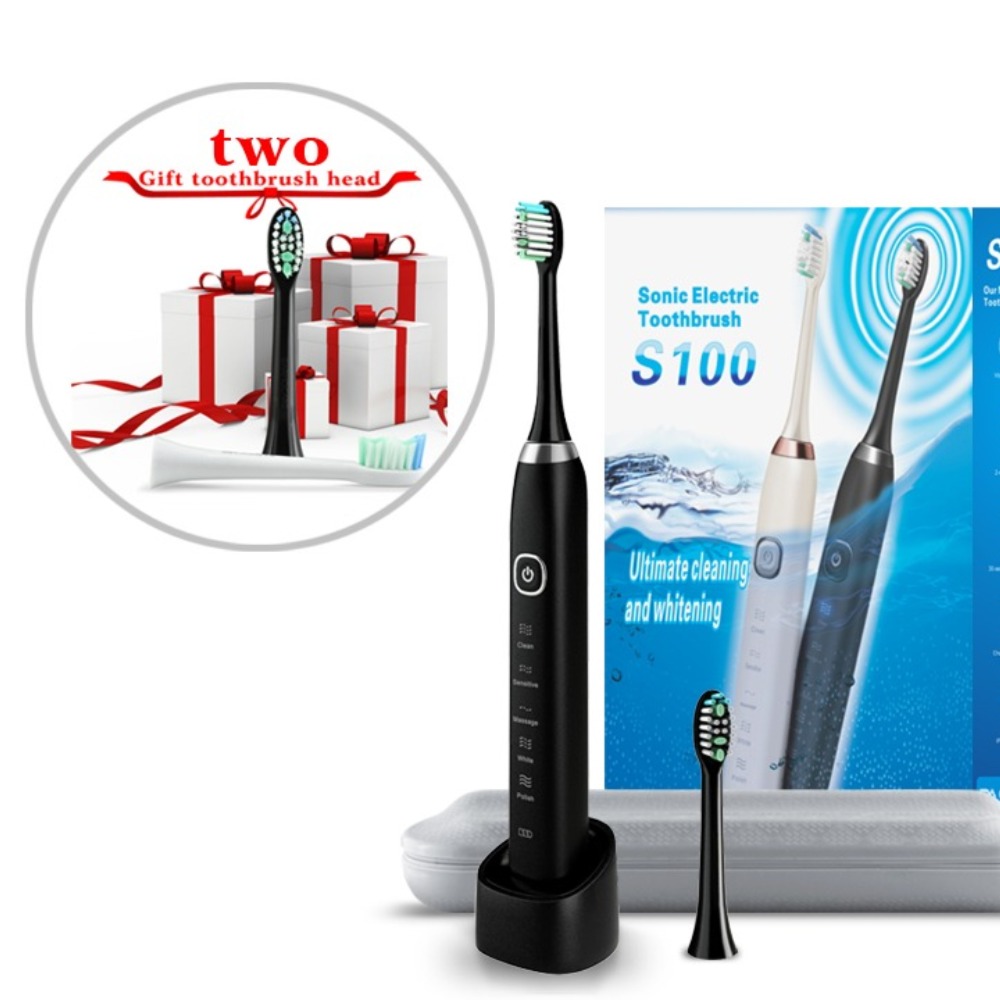 two
Gift toothbrush head
Sonic Electric
Toothbrush
S100
Ultimate cleaning
and whitening
Clean
Sensitive
Massage
White
Polish